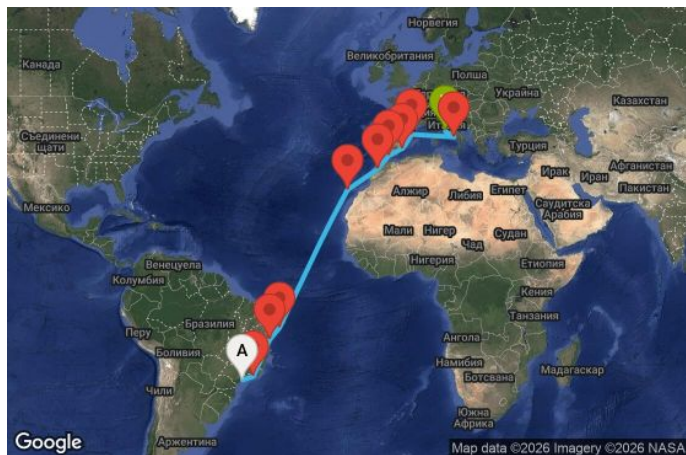 Норвегия
Канада
Великобритания
Полша
Украйна
Казахстан
Съединени
щати
Турция
Ирак
Иран
Афганистан
Пакистан
Мексико
Алжир
Либия
Египет
Саудитска
Арабия
Мали
Нигер
Чад
Судан
Нигерия
Етиопия
Венецуела
Колумбия
Кения
Танзания
Перу
Бразилия
Ангола
A
Боливия
Намибия
Ботсвана
Мадагаскар
Чили
Южна
Африка
Аржентина
Google
Map data ©2026 Imagery ©2026 NASA